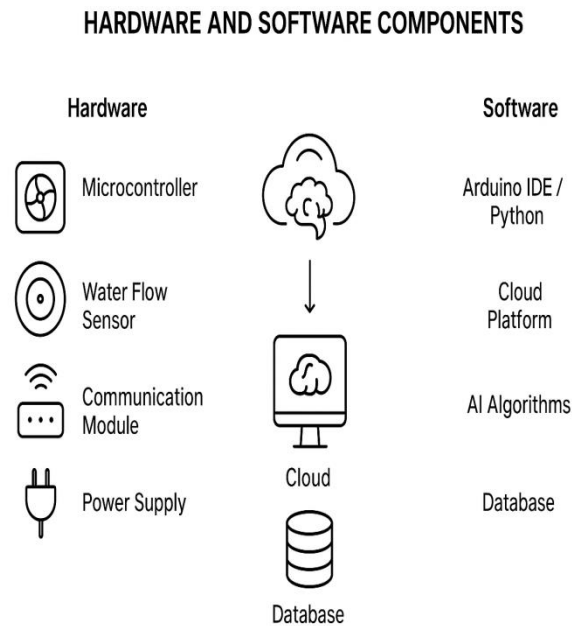 HARDWARE AND SOFTWARE COMPONENTS
Hardware
Microcontroller
Water Flow
Sensor
Communication
Module
Power Supply
Cloud
Database
Software
Arduino IDE /
Python
Cloud
Platform
AI Algorithms
Database